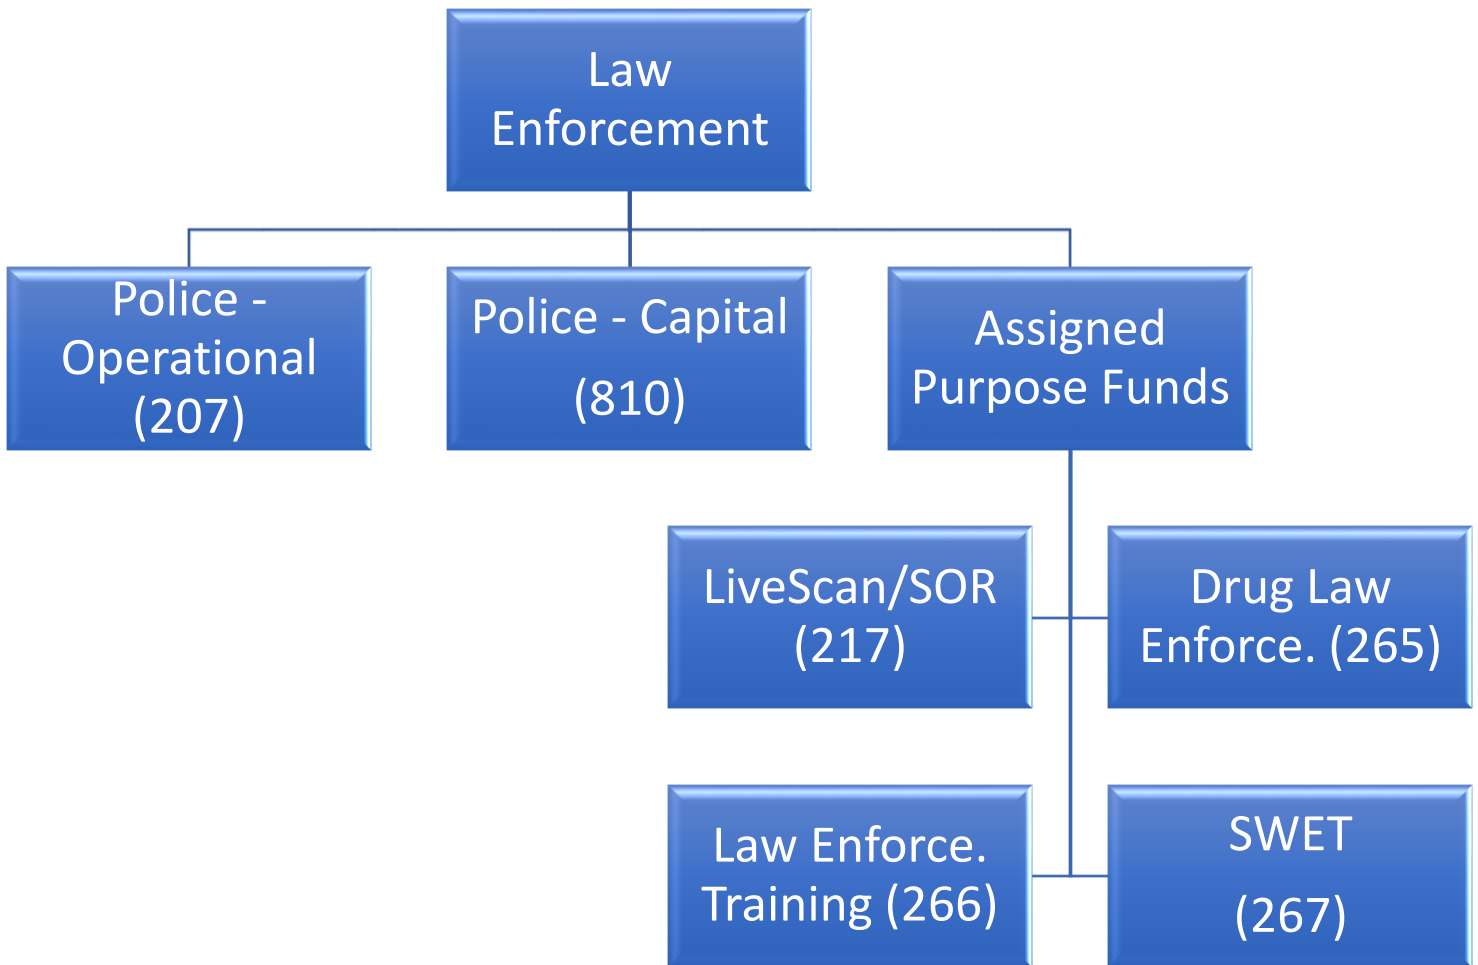 Law
Enforcement
Police -
Operational
(207)
Police - Capital
(810)
Assigned
Purpose Funds
LiveScan/SOR
(217)
Drug Law
Enforce. (265)
Law Enforce.
Training (266)
SWET
(267)